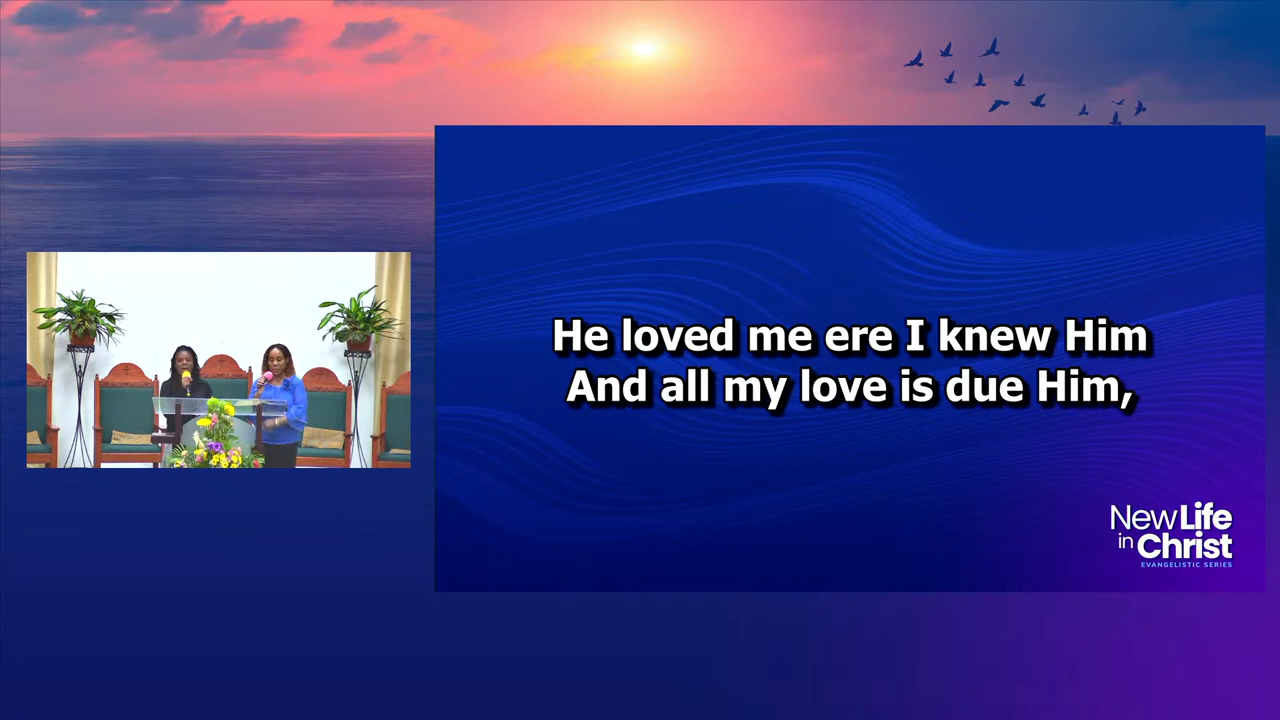 He loved me ere I knew Him
And all my love is due Him,
New Life
in Christ
EVANGELISTIC SERIES